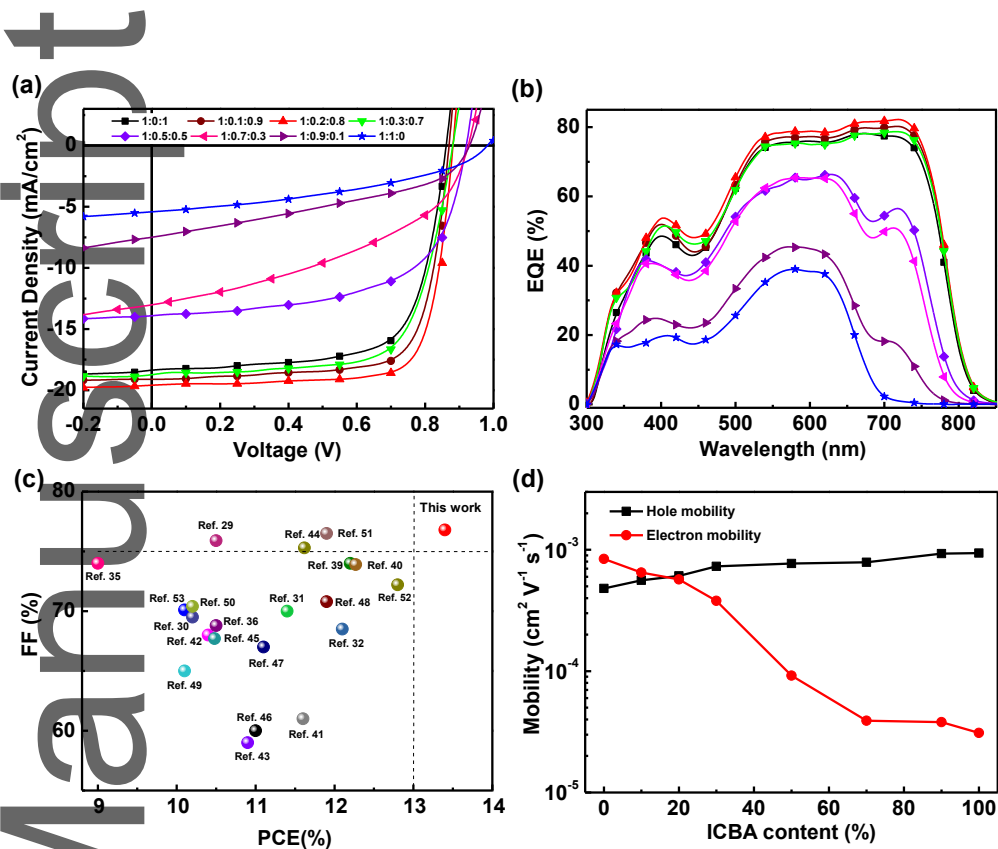 Manuscript
(a)
1:0:1 1:0.1:0.9 1:0.2:0.8 1:0.3:0.7
1:0.5:0.5 1:0.7:0.3 1:0.9:0.1 1:1:0
Current Density (mA/cm²)
0
-5
-10
-15
-20
-0.2 0.0 0.2 0.4 0.6 0.8 1.0
Voltage (V)
(b)
EQE (%)
80
60
40
20
0
300 400 500 600 700 800
Wavelength (nm)
(c)
FF (%)
80
70
60
This work
Ref. 29
Ref. 44
Ref. 51
Ref. 35
Ref. 39
Ref. 40
Ref. 52
Ref. 53
Ref. 50
Ref. 31
Ref. 48
Ref. 30
Ref. 36
Ref. 32
Ref. 42
Ref. 45
Ref. 47
Ref. 49
Ref. 46
Ref. 41
Ref. 43
9 10 11 12 13 14
PCE(%)
(d)
Hole mobility
Electron mobility
Mobility (cm² V⁻¹ s⁻¹)
10⁻³
10⁻⁴
10⁻⁵
0 20 40 60 80 100
ICBA content (%)